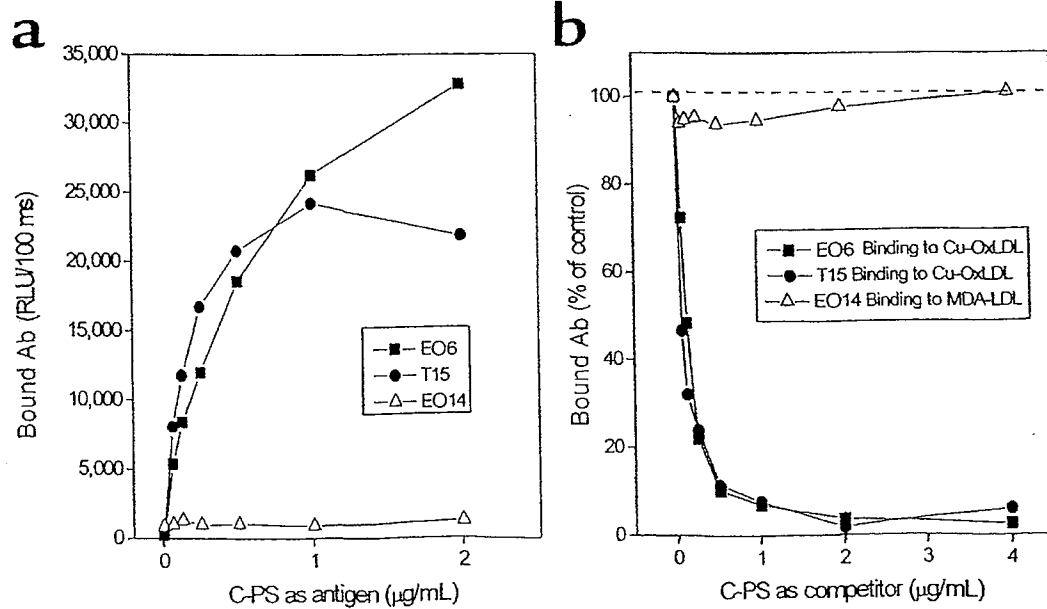 a
35,000
30,000
25,000
20,000
15,000
10,000
5,000
0
Bound Ab (RLU/100 ms)
EO6
T15
EO14
0 1 2
C-PS as antigen (μg/mL)
b
100
80
60
40
20
0
Bound Ab (% of control)
EO6 Binding to Cu-OxLDL
T15 Binding to Cu-OxLDL
EO14 Binding to MDA-LDL
0 1 2 3 4
C-PS as competitor (μg/mL)